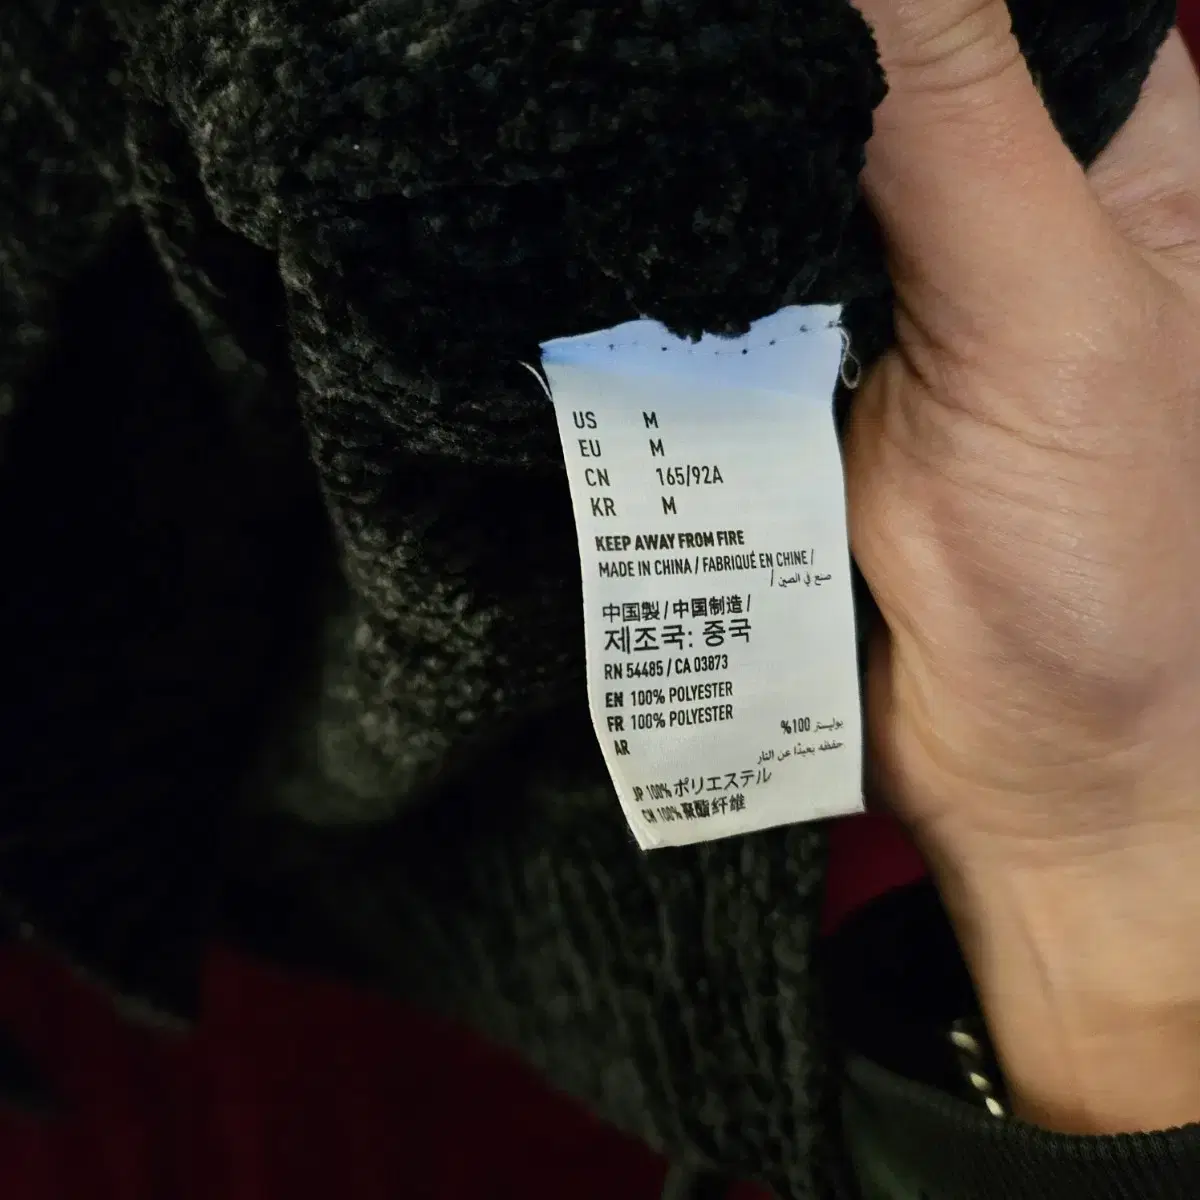 US M
EU M
CN 165/92A
KR M
KEEP AWAY FROM FIRE
MADE IN CHINA / FABRIQUÉ EN CHINE /
صنع في الصين /
中国製 / 中国制造 /
제조국: 중국
RN 54485 / CA 03873
EN 100% POLYESTER
FR 100% POLYESTER
AR بوليستر 100%
حفظه بعيدًا عن النار
JP 100% ポリエステル
CN 100% 聚酯纤维